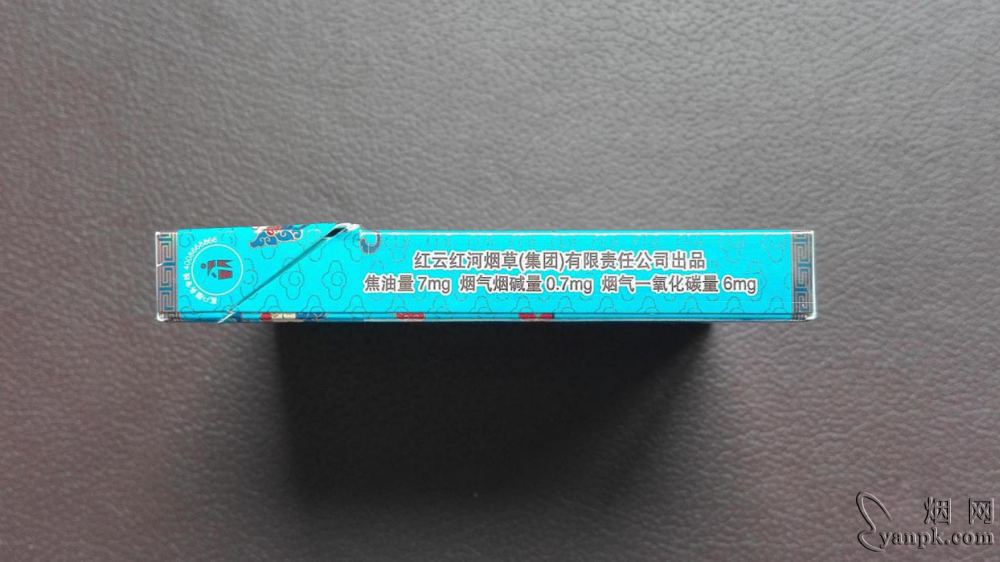 红云红河烟草(集团)有限责任公司出品
焦油量 7mg 烟气烟碱量 0.7mg 烟气一氧化碳量 6mg
烟网
yanpk.com